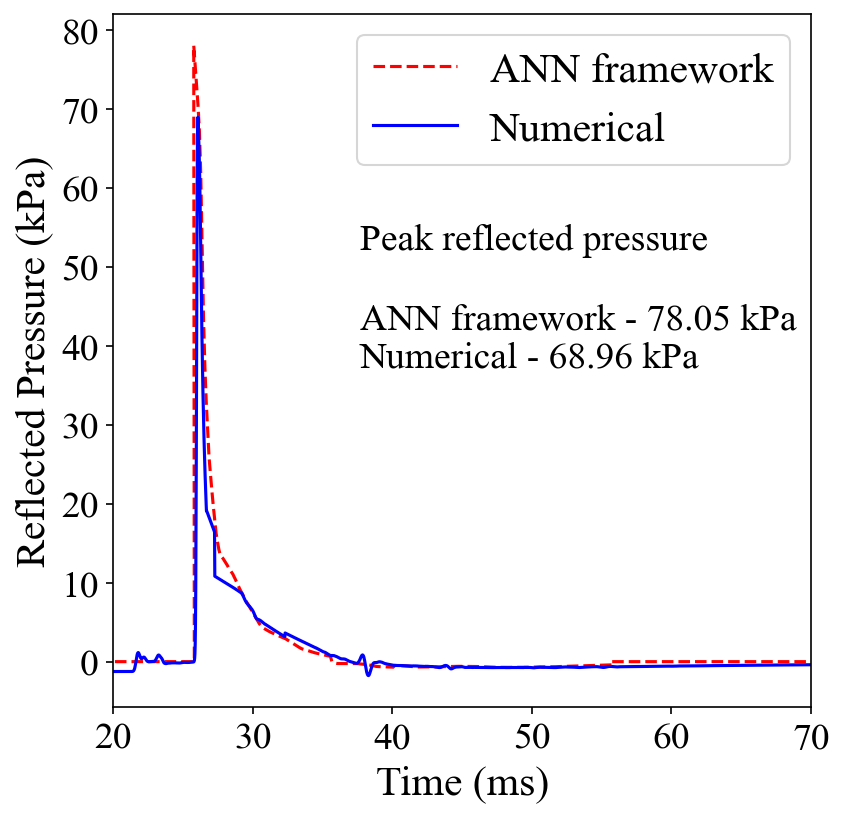 80
70
60
50
40
30
20
10
0
Reflected Pressure (kPa)
ANN framework
Numerical
Peak reflected pressure
ANN framework - 78.05 kPa
Numerical - 68.96 kPa
20 30 40 50 60 70
Time (ms)